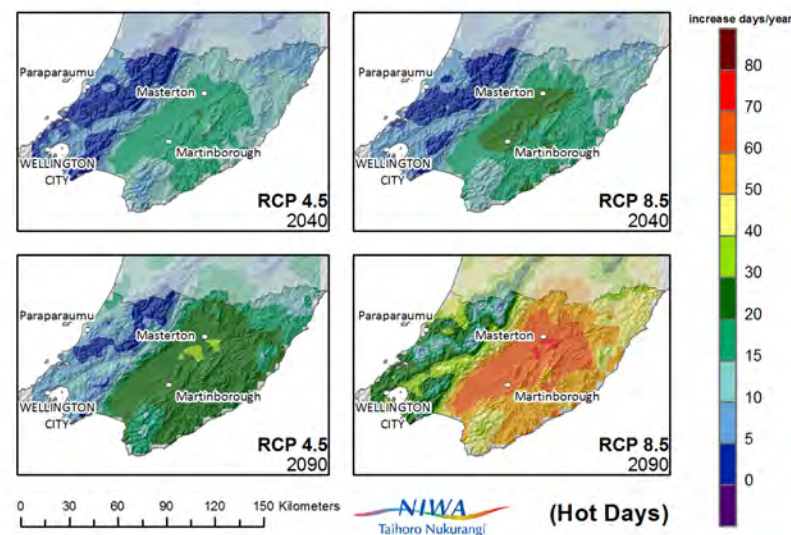 increase days/year
Paraparaumu
Masterton
Martinborough
WELLINGTON
CITY
RCP 4.5
2040
Paraparaumu
Masterton
Martinborough
WELLINGTON
CITY
RCP 8.5
2040
Paraparaumu
Masterton
Martinborough
WELLINGTON
CITY
RCP 4.5
2090
Paraparaumu
Masterton
Martinborough
WELLINGTON
CITY
RCP 8.5
2090
80
70
60
50
40
30
20
15
10
5
0
0 30 60 90 120 150 Kilometers
NIWA
Taihoro Nukurangi
(Hot Days)